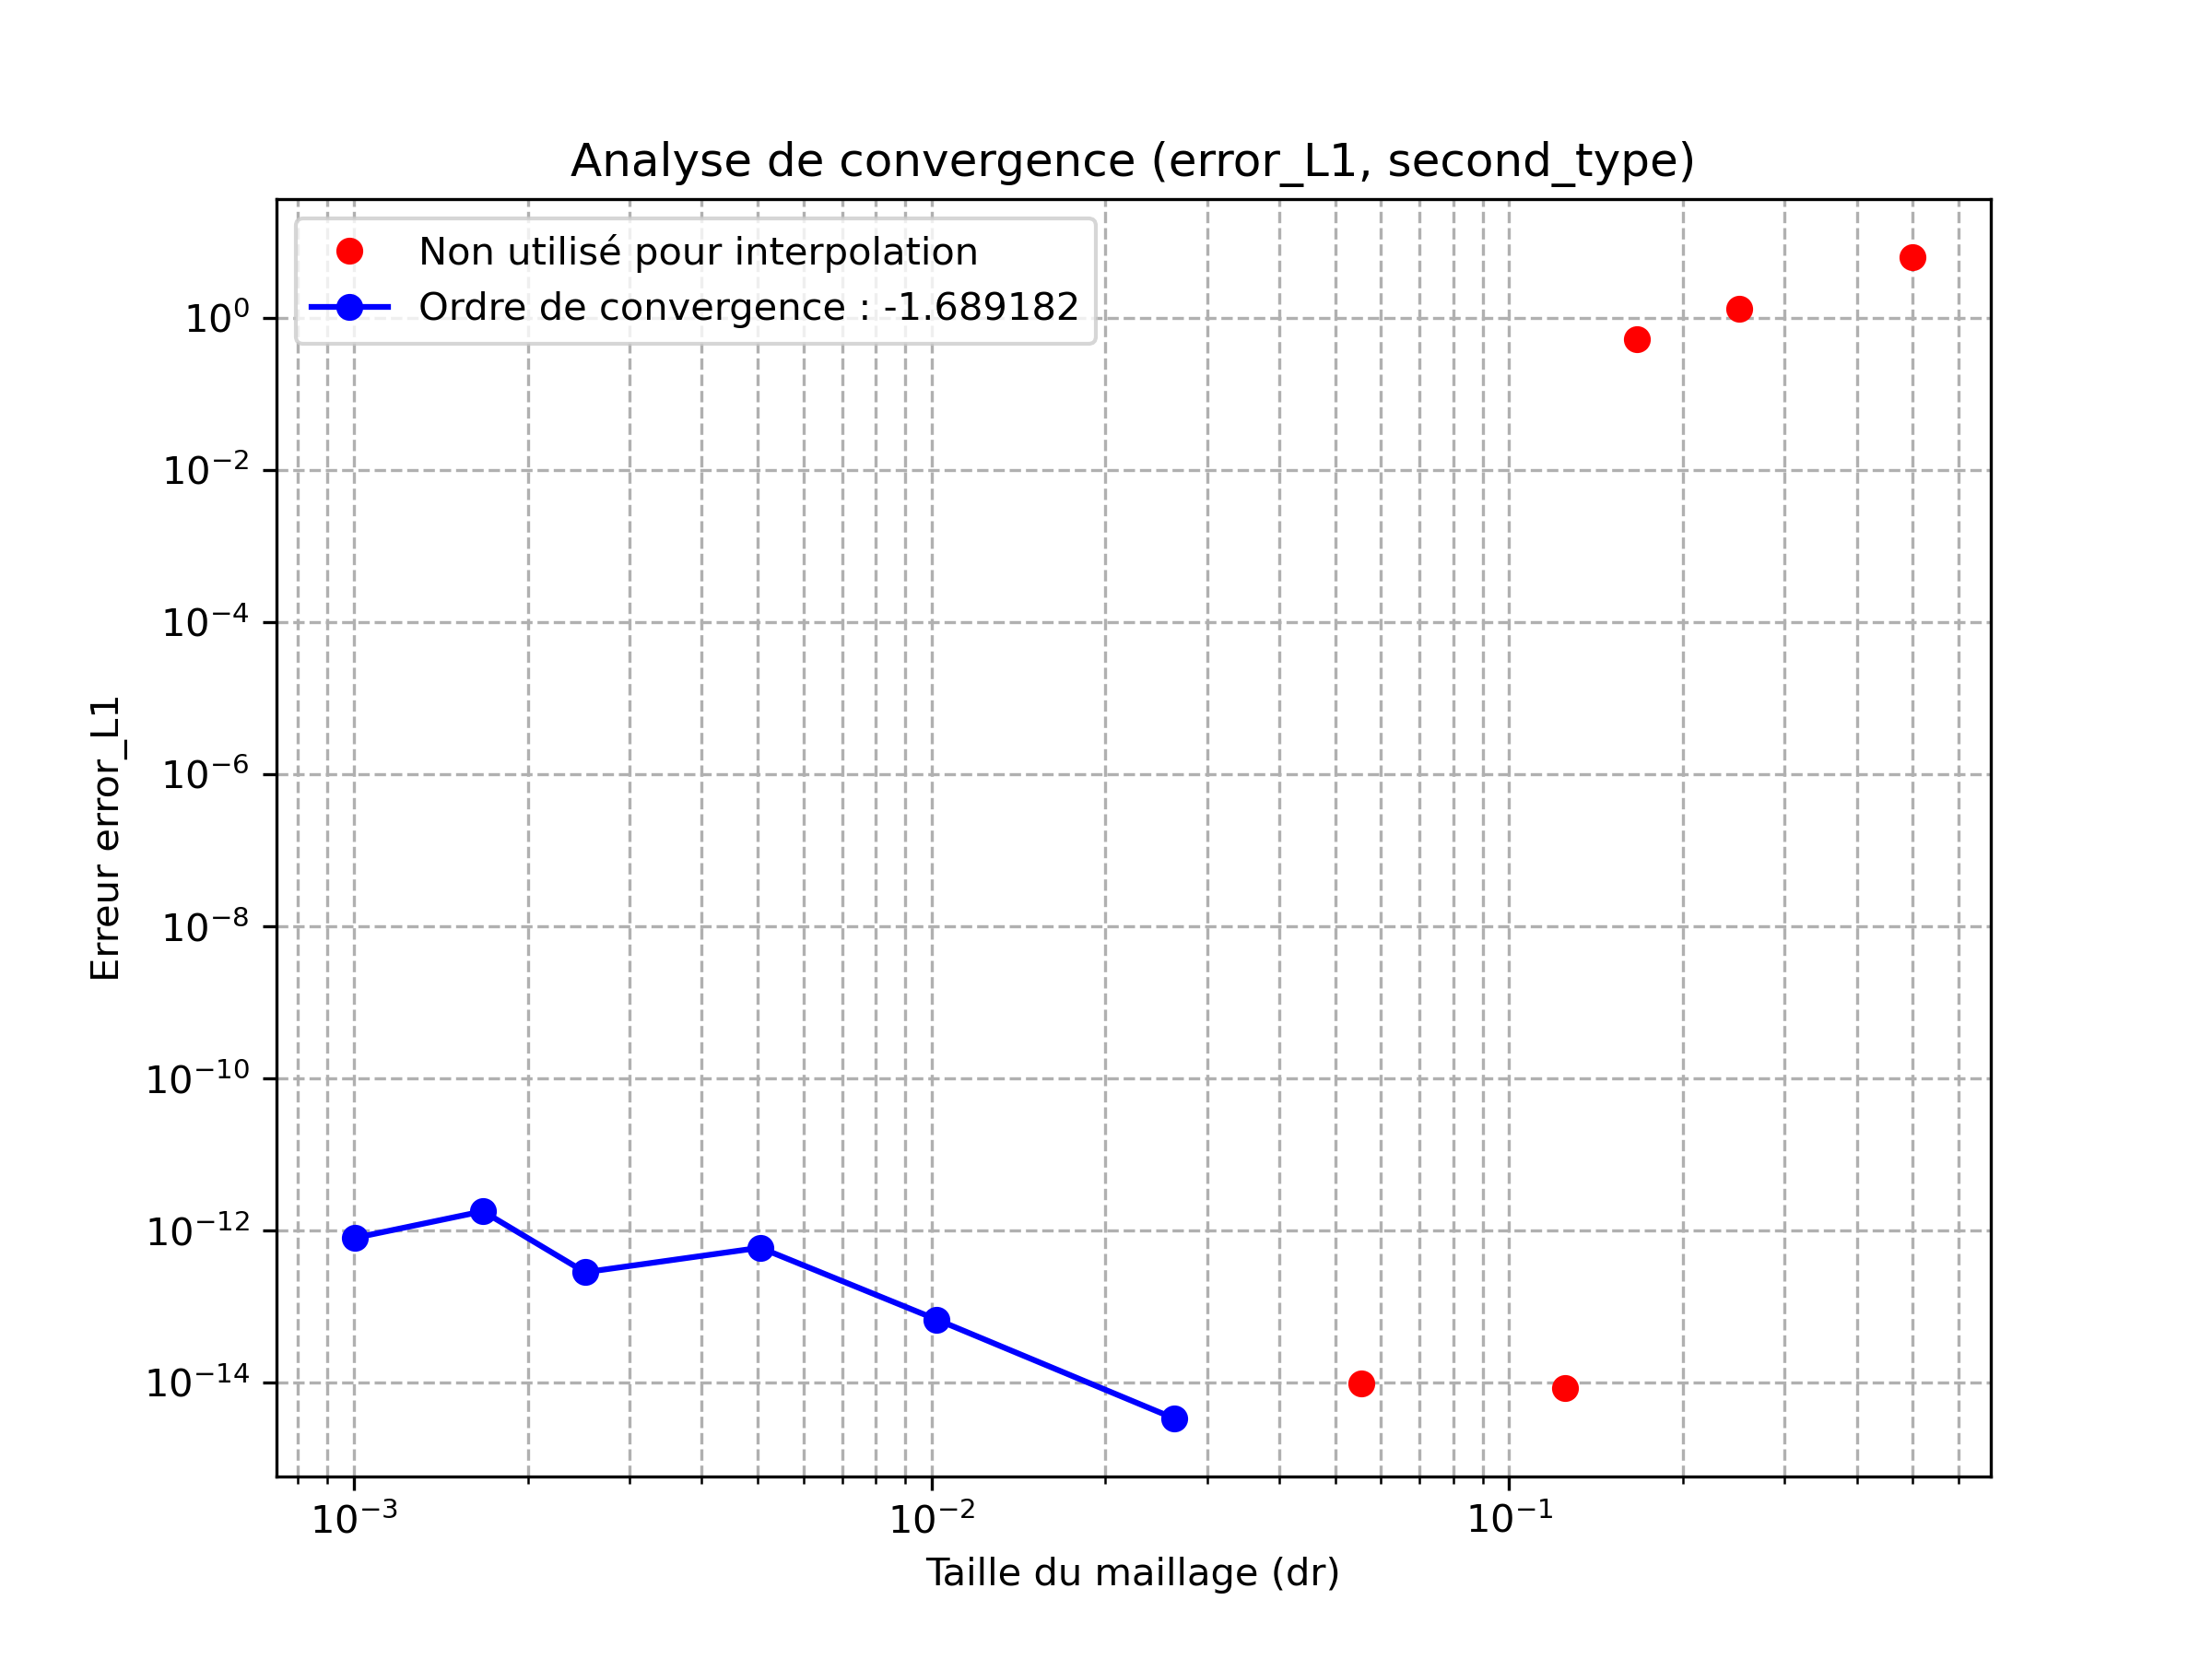 Analyse de convergence (error_L1, second_type)
Non utilisé pour interpolation
Ordre de convergence : -1.689182
10⁰
10⁻²
10⁻⁴
10⁻⁶
10⁻⁸
10⁻¹⁰
10⁻¹²
10⁻¹⁴
Erreur error_L1
10⁻³ 10⁻² 10⁻¹
Taille du maillage (dr)